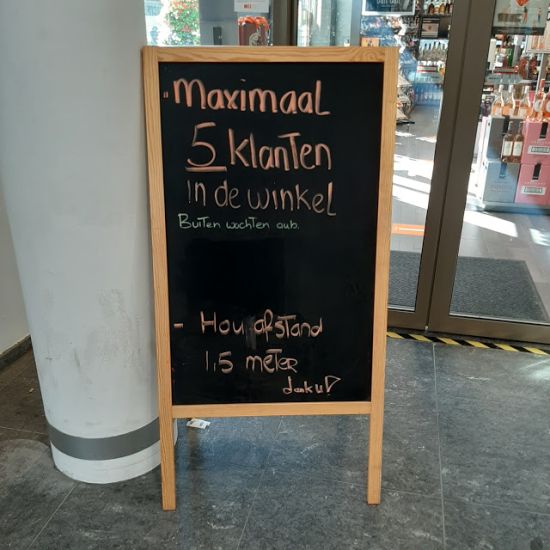 Maximaal
5 klanten
in de winkel
Buiten wachten aub.
- Hou afstand
1,5 meter
dank u!